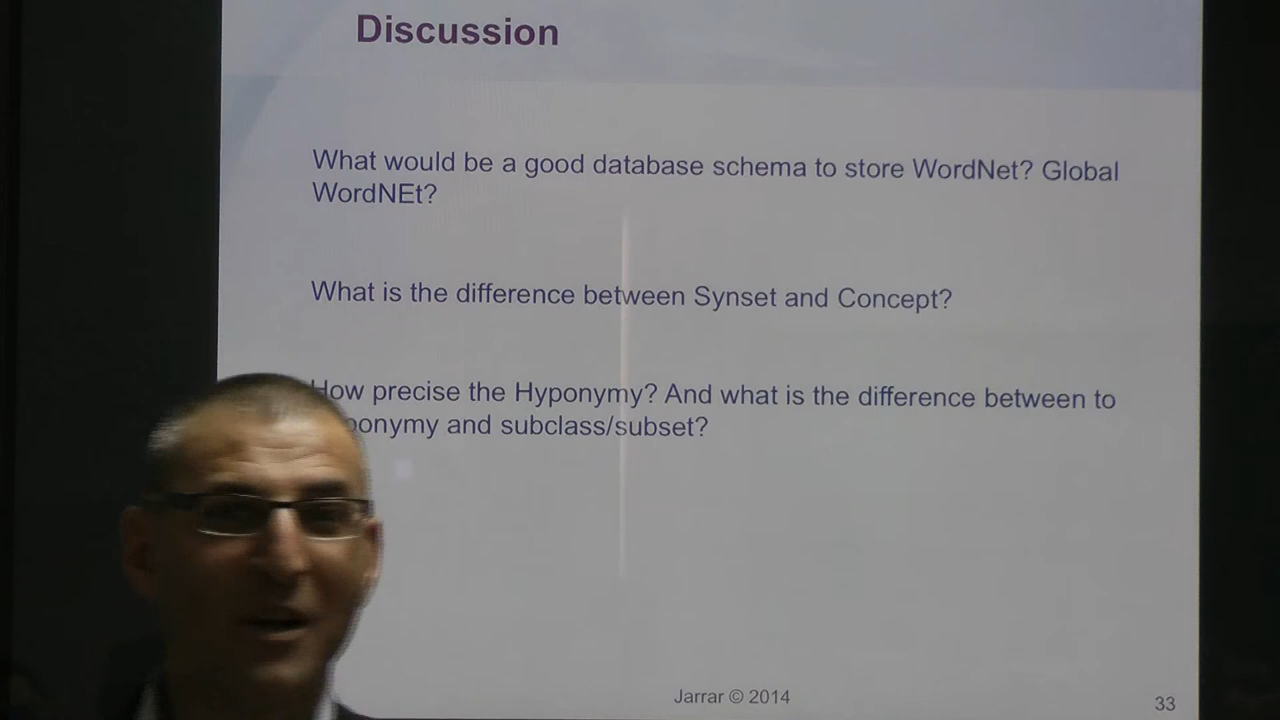 Discussion
What would be a good database schema to store WordNet? Global
WordNEt?
What is the difference between Synset and Concept?
How precise the Hyponymy? And what is the difference between to
ponymy and subclass/subset?
Jarrar © 2014
33